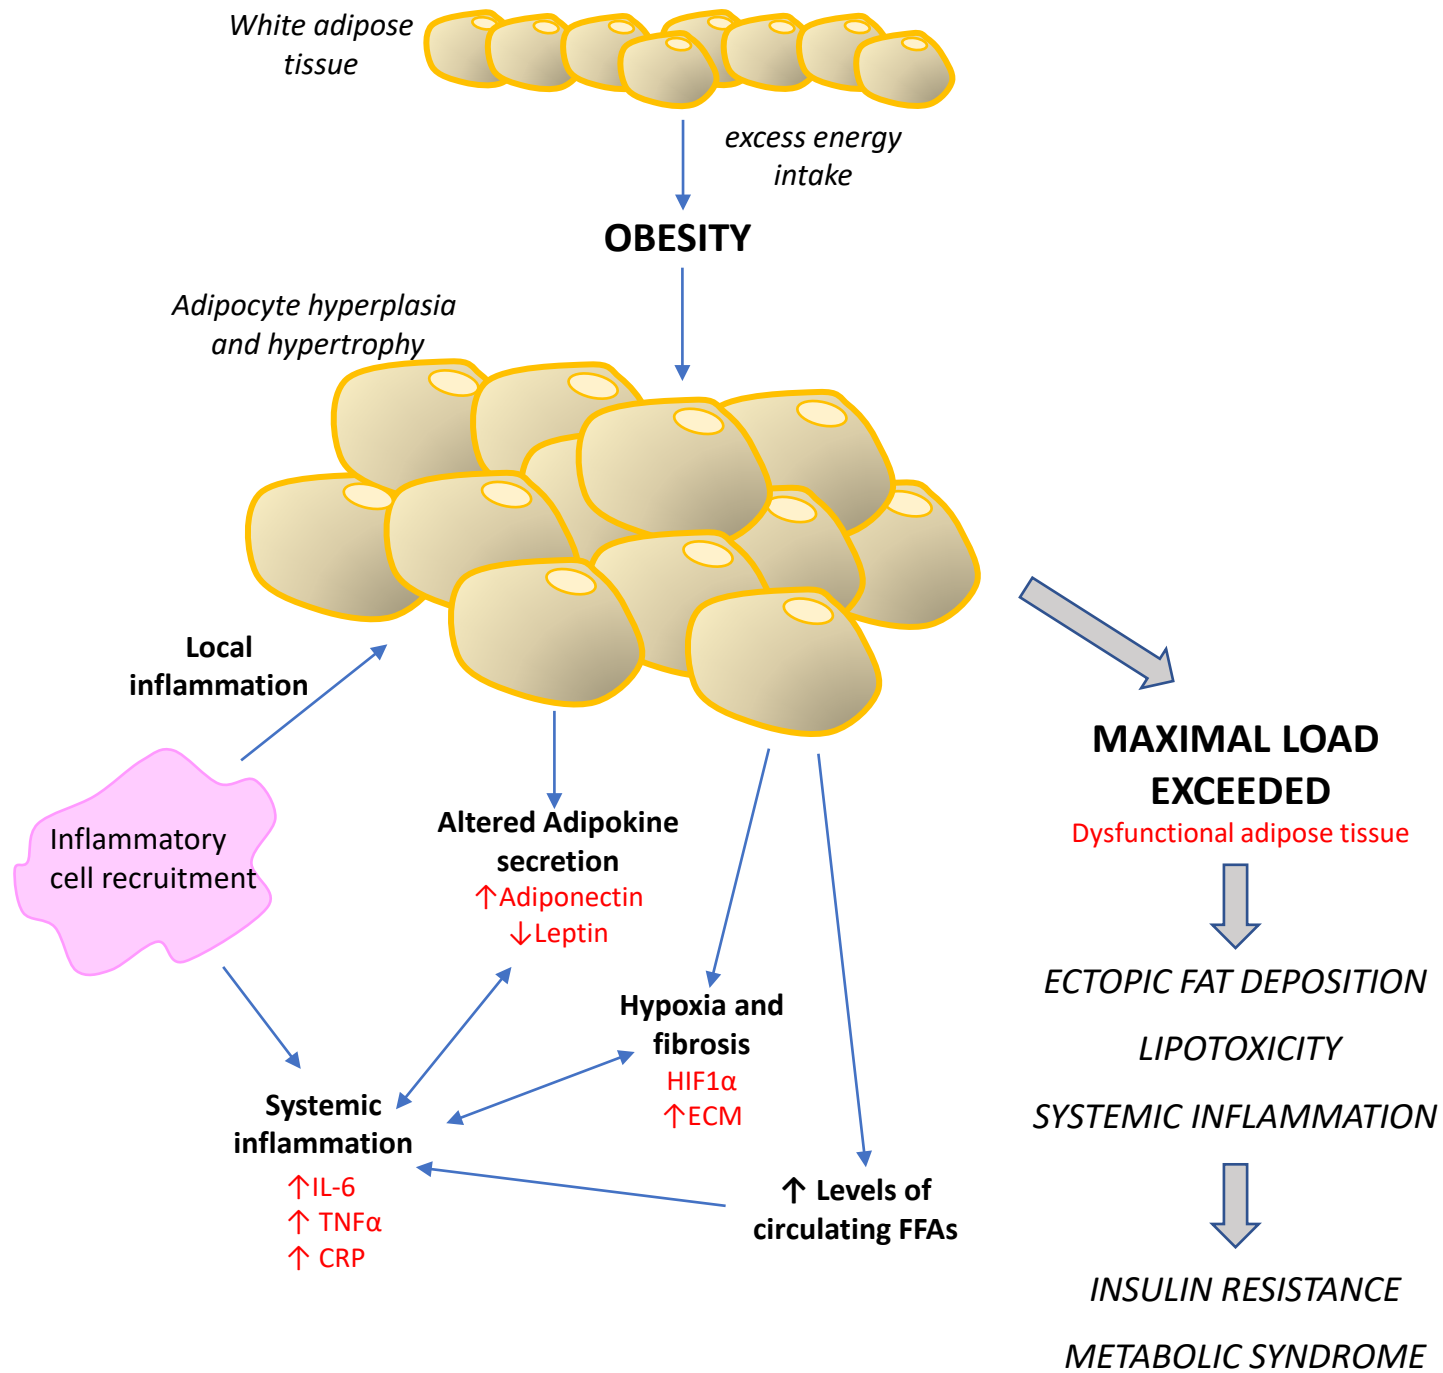 White adipose
tissue
excess energy
intake
OBESITY
Adipocyte hyperplasia
and hypertrophy
Local
inflammation
Inflammatory
cell recruitment
Altered Adipokine
secretion
↑Adiponectin
↓Leptin
Hypoxia and
fibrosis
HIF1α
↑ECM
Systemic
inflammation
↑IL-6
↑ TNFα
↑ CRP
↑ Levels of
circulating FFAs
MAXIMAL LOAD
EXCEEDED
Dysfunctional adipose tissue
ECTOPIC FAT DEPOSITION
LIPOTOXICITY
SYSTEMIC INFLAMMATION
INSULIN RESISTANCE
METABOLIC SYNDROME